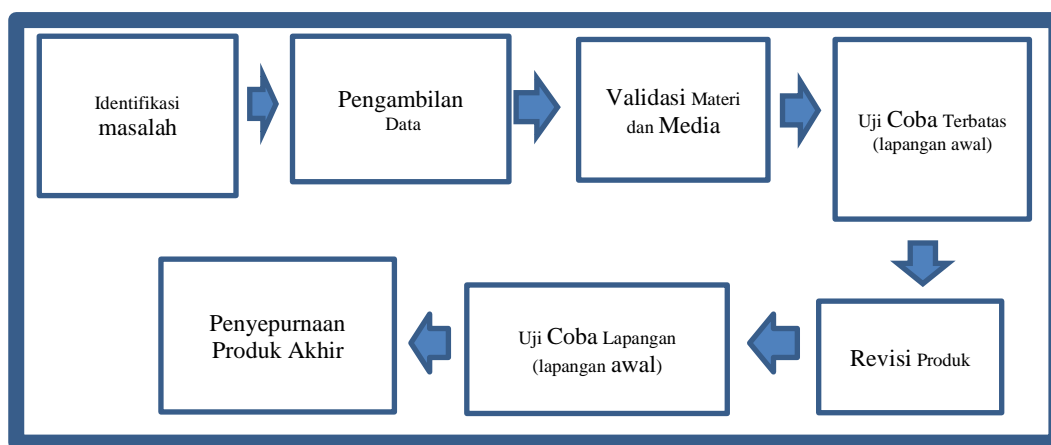 Identifikasi
masalah
Pengambilan
Data
Validasi Materi
dan Media
Uji Coba Terbatas
(lapangan awal)
Revisi Produk
Uji Coba Lapangan
(lapangan awal)
Penyepurnaan
Produk Akhir